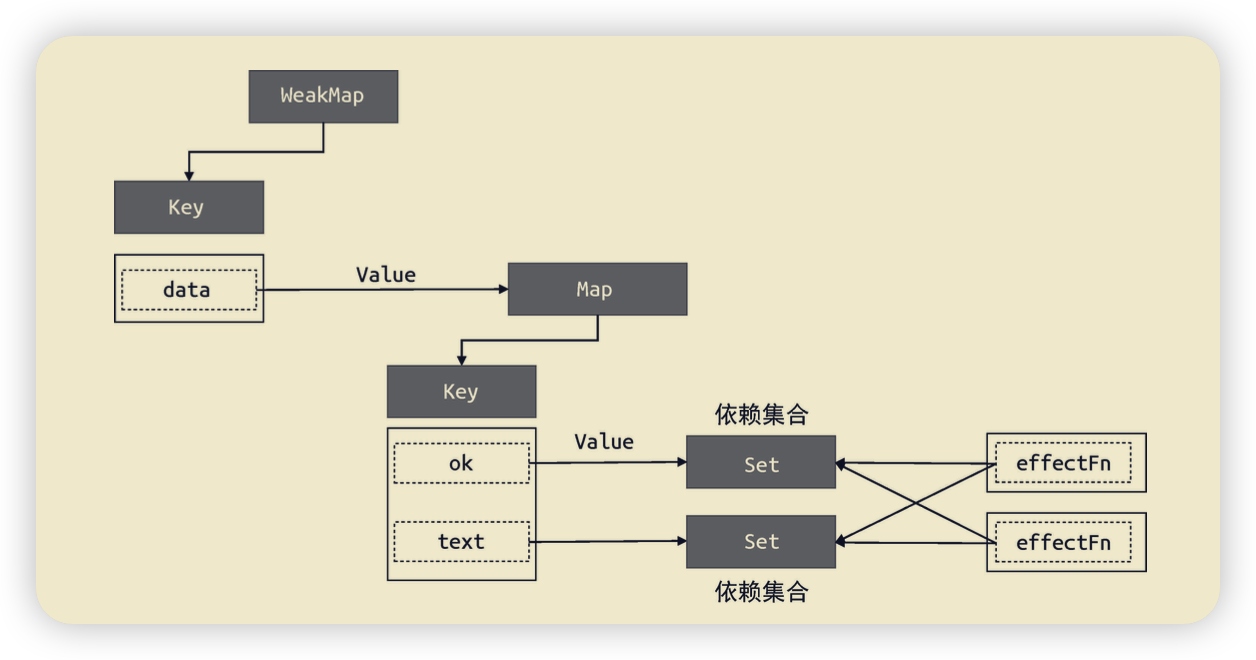 WeakMap
Key
data
Value
Map
Key
依赖集合
ok
Value
Set
effectFn
text
Set
effectFn
依赖集合